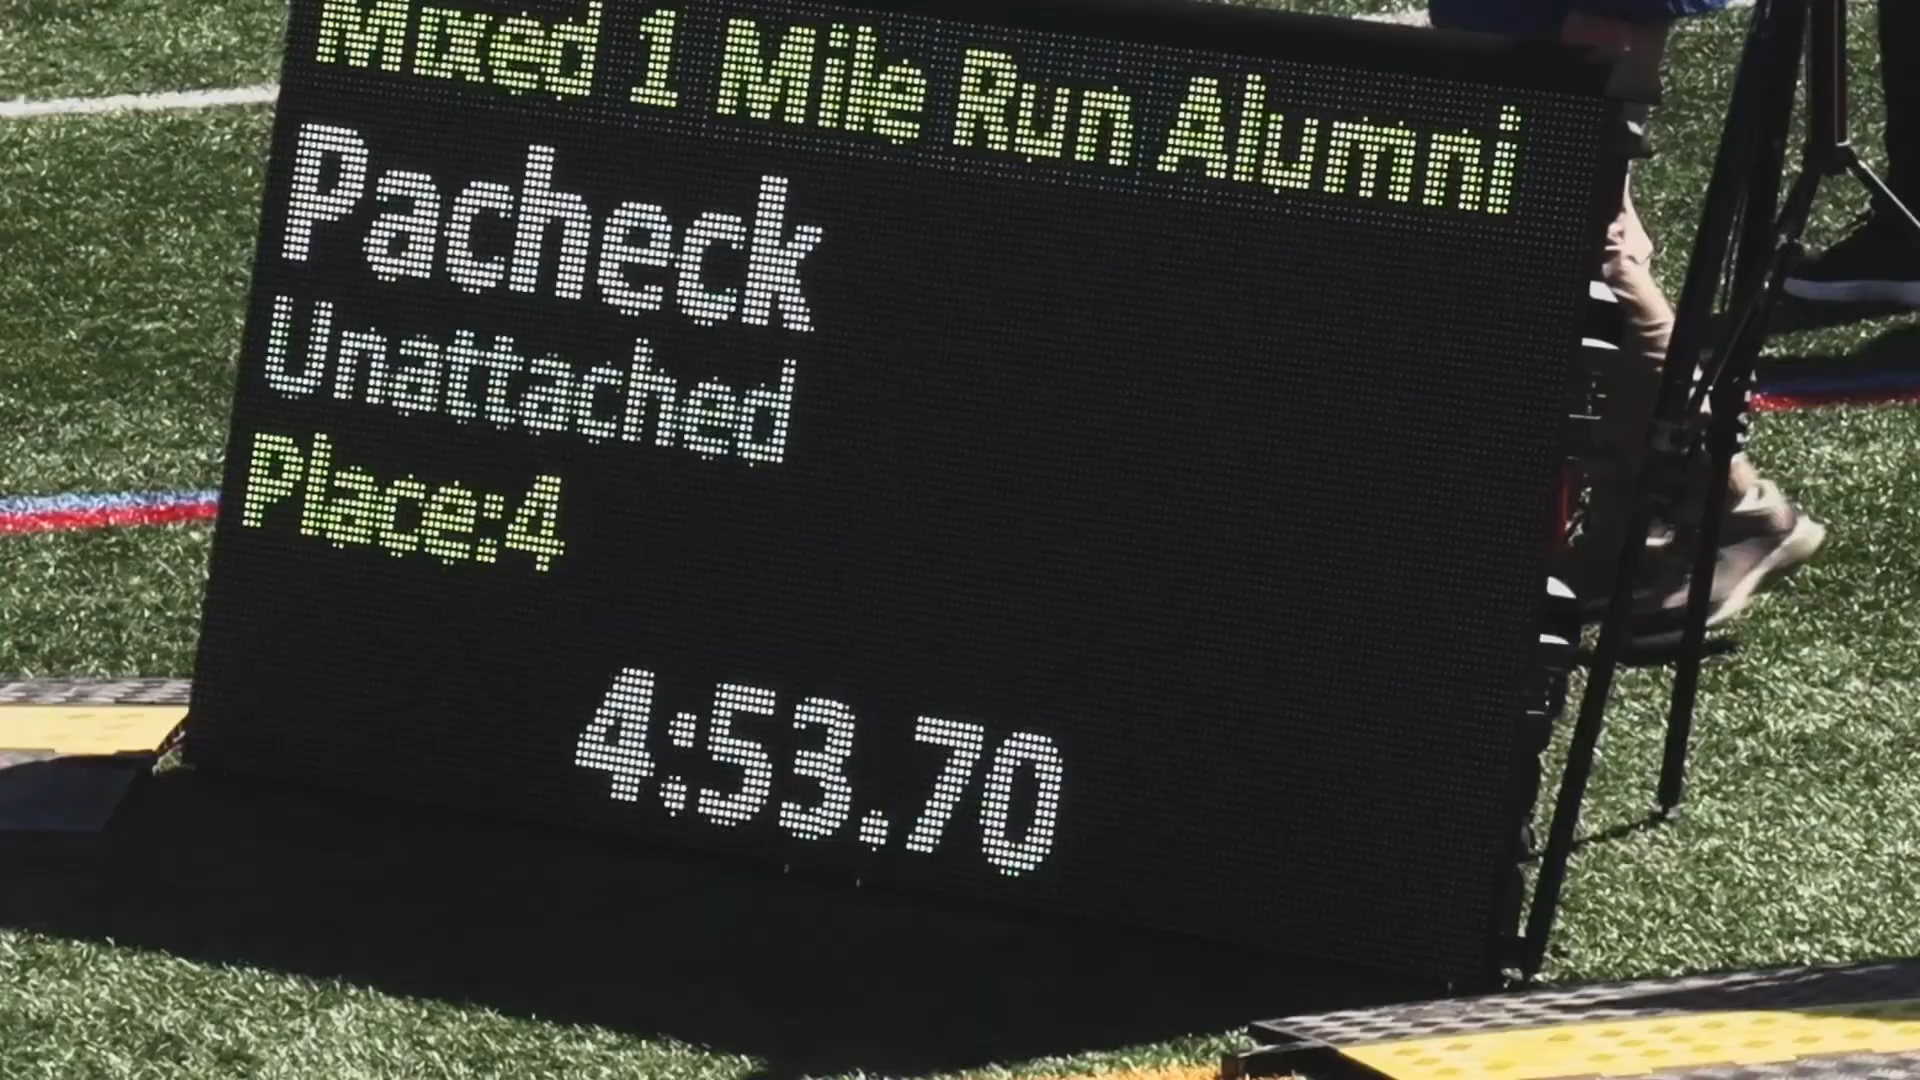 Mixed 1 Mile Run Alumni
Pacheck
Unattached
Place:4
4:53.70